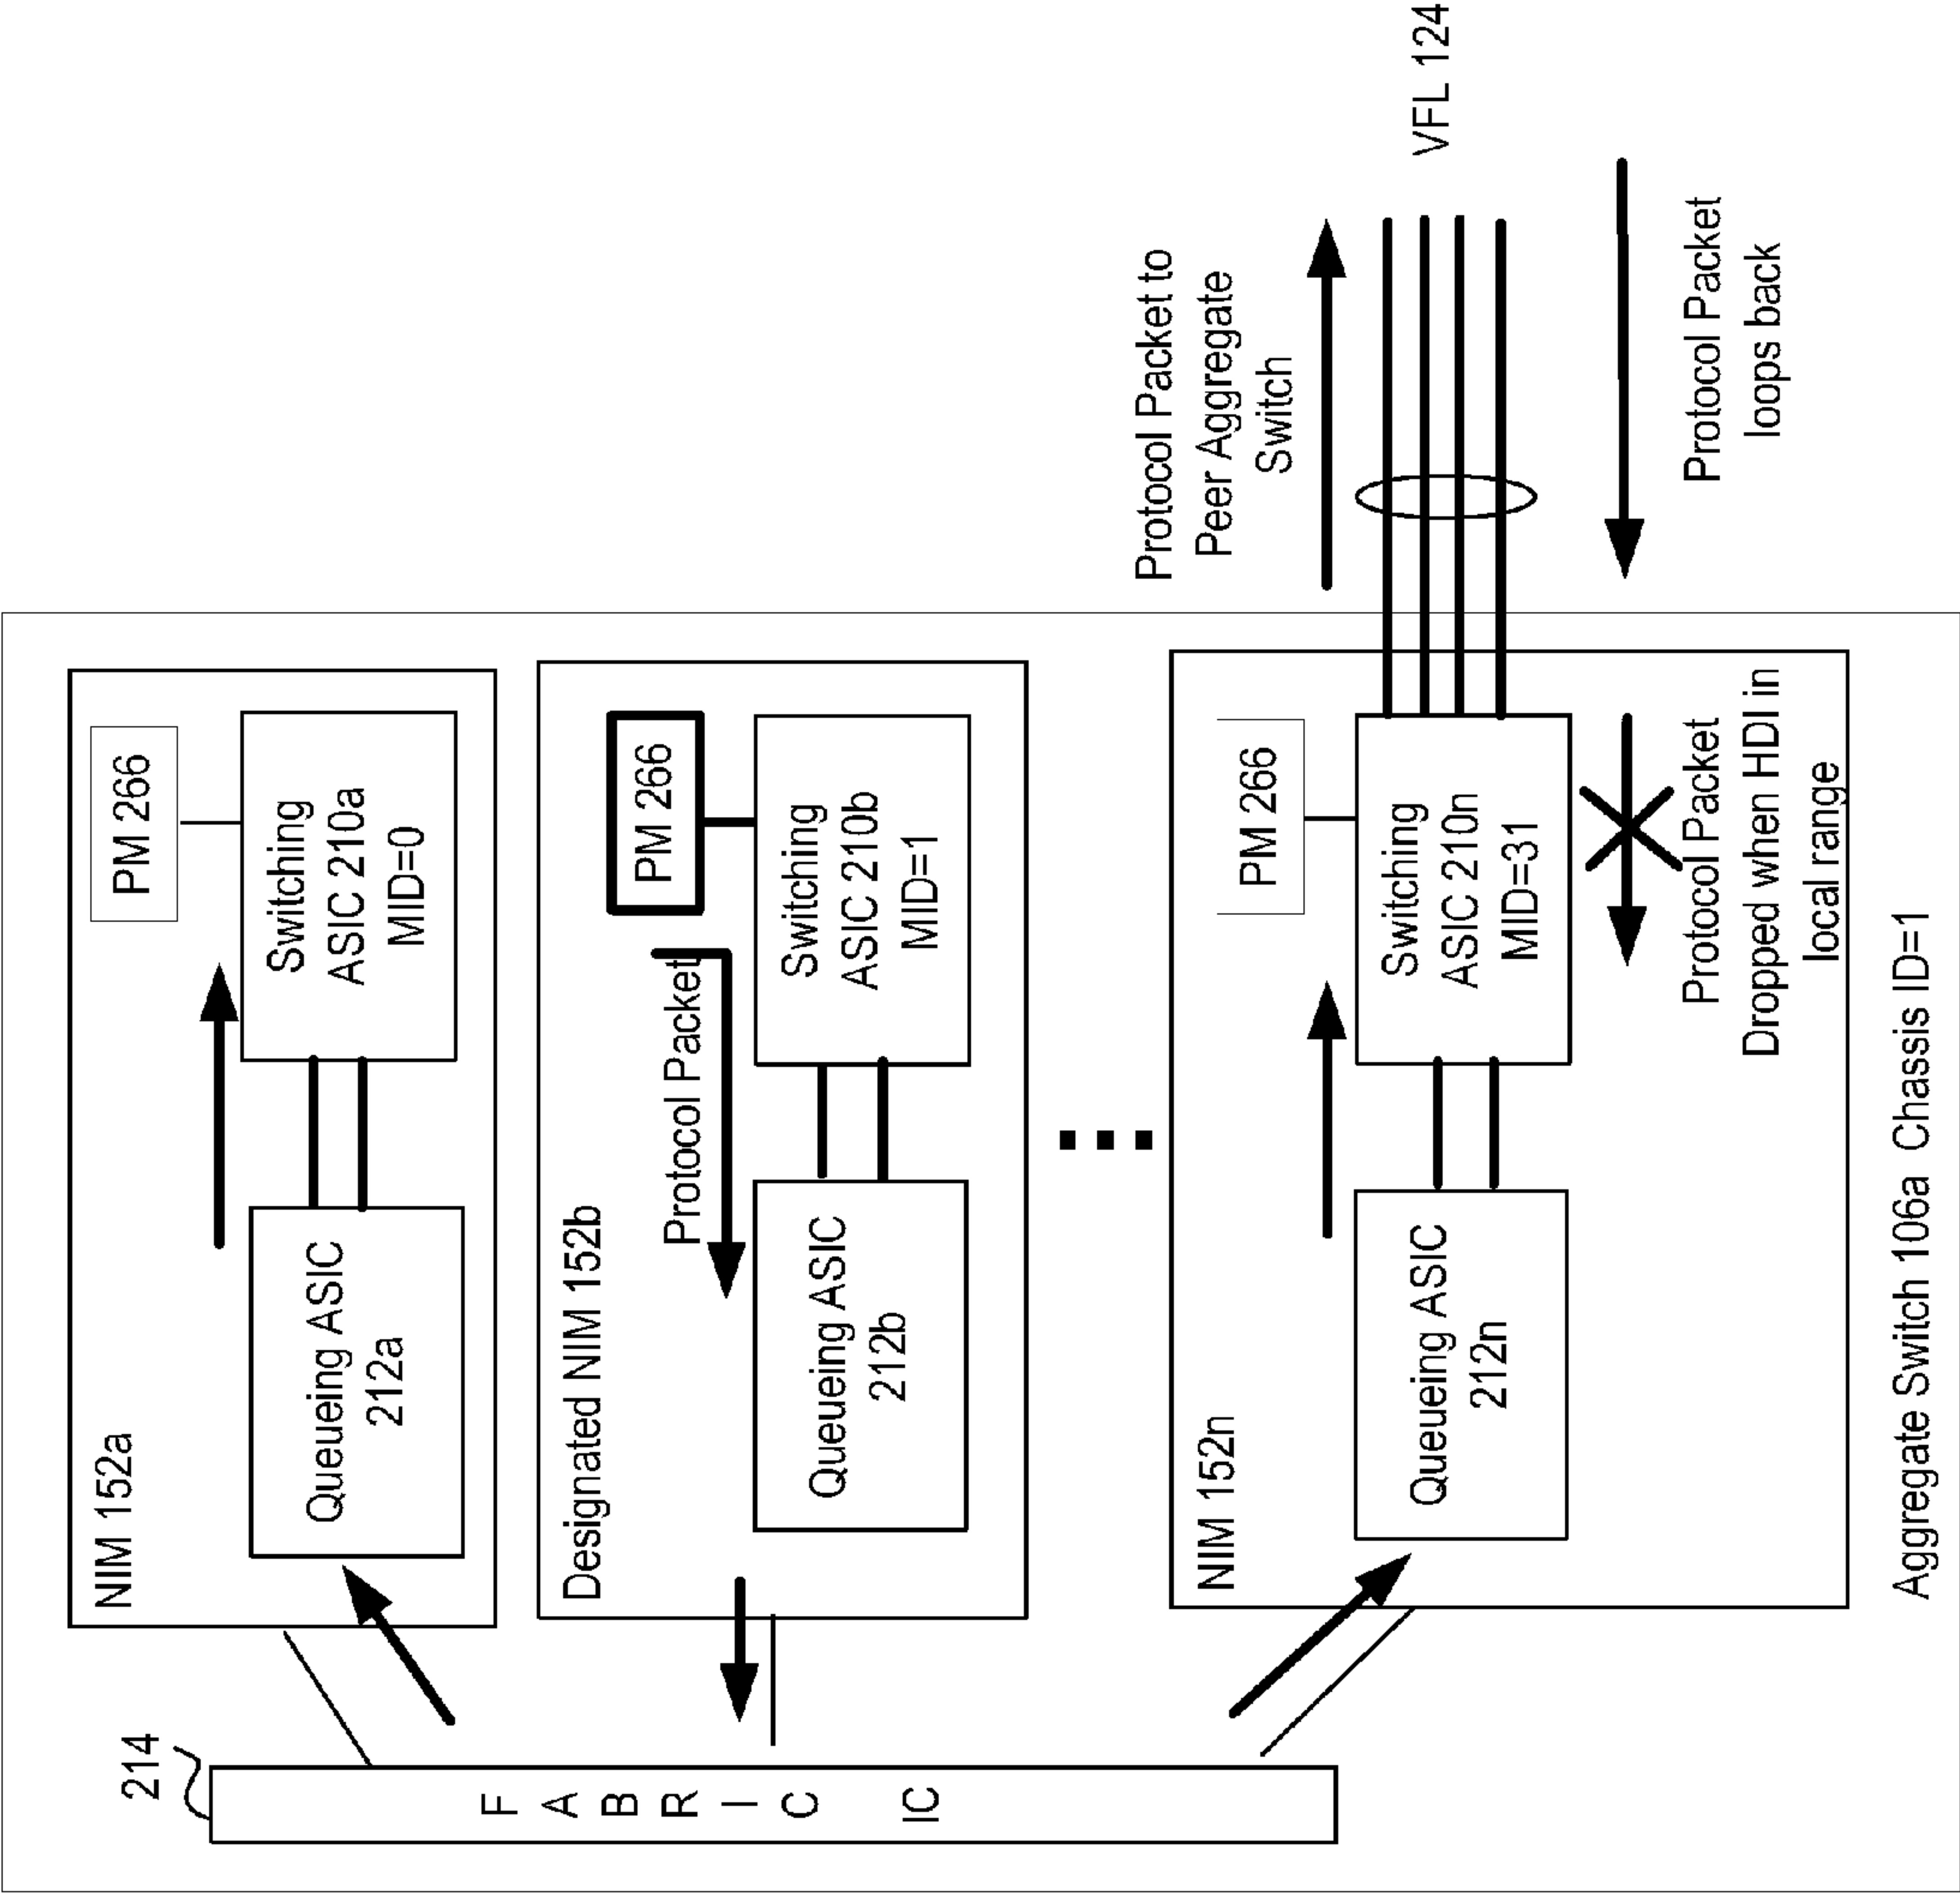 214
FABRIC IC
NIM 152a
Queueing ASIC
212a
PM 266
Switching
ASIC 210a
MID=0
Designated NIM 152b
Protocol Packet
Queueing ASIC
212b
PM 266
Switching
ASIC 210b
MID=1
NIM 152n
Queueing ASIC
212n
PM 266
Switching
ASIC 210n
MID=31
Protocol Packet
Dropped when HDI in
local range
Protocol Packet to
Peer Aggregate
Switch
VFL 124
Protocol Packet
loops back
Aggregate Switch 106a Chassis ID=1